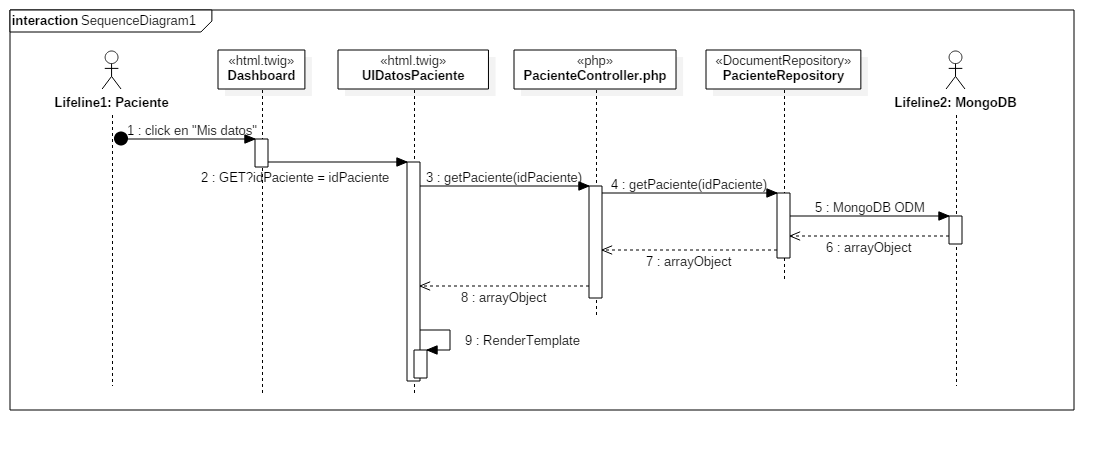 interaction SequenceDiagram1
«html.twig»
Dashboard
«html.twig»
UIDatosPaciente
«php»
PacienteController.php
«DocumentRepository»
PacienteRepository
Lifeline1: Paciente
Lifeline2: MongoDB
1 : click en "Mis datos"
2 : GET?idPaciente = idPaciente
3 : getPaciente(idPaciente)
4 : getPaciente(idPaciente)
5 : MongoDB ODM
6 : arrayObject
7 : arrayObject
8 : arrayObject
9 : RenderTemplate